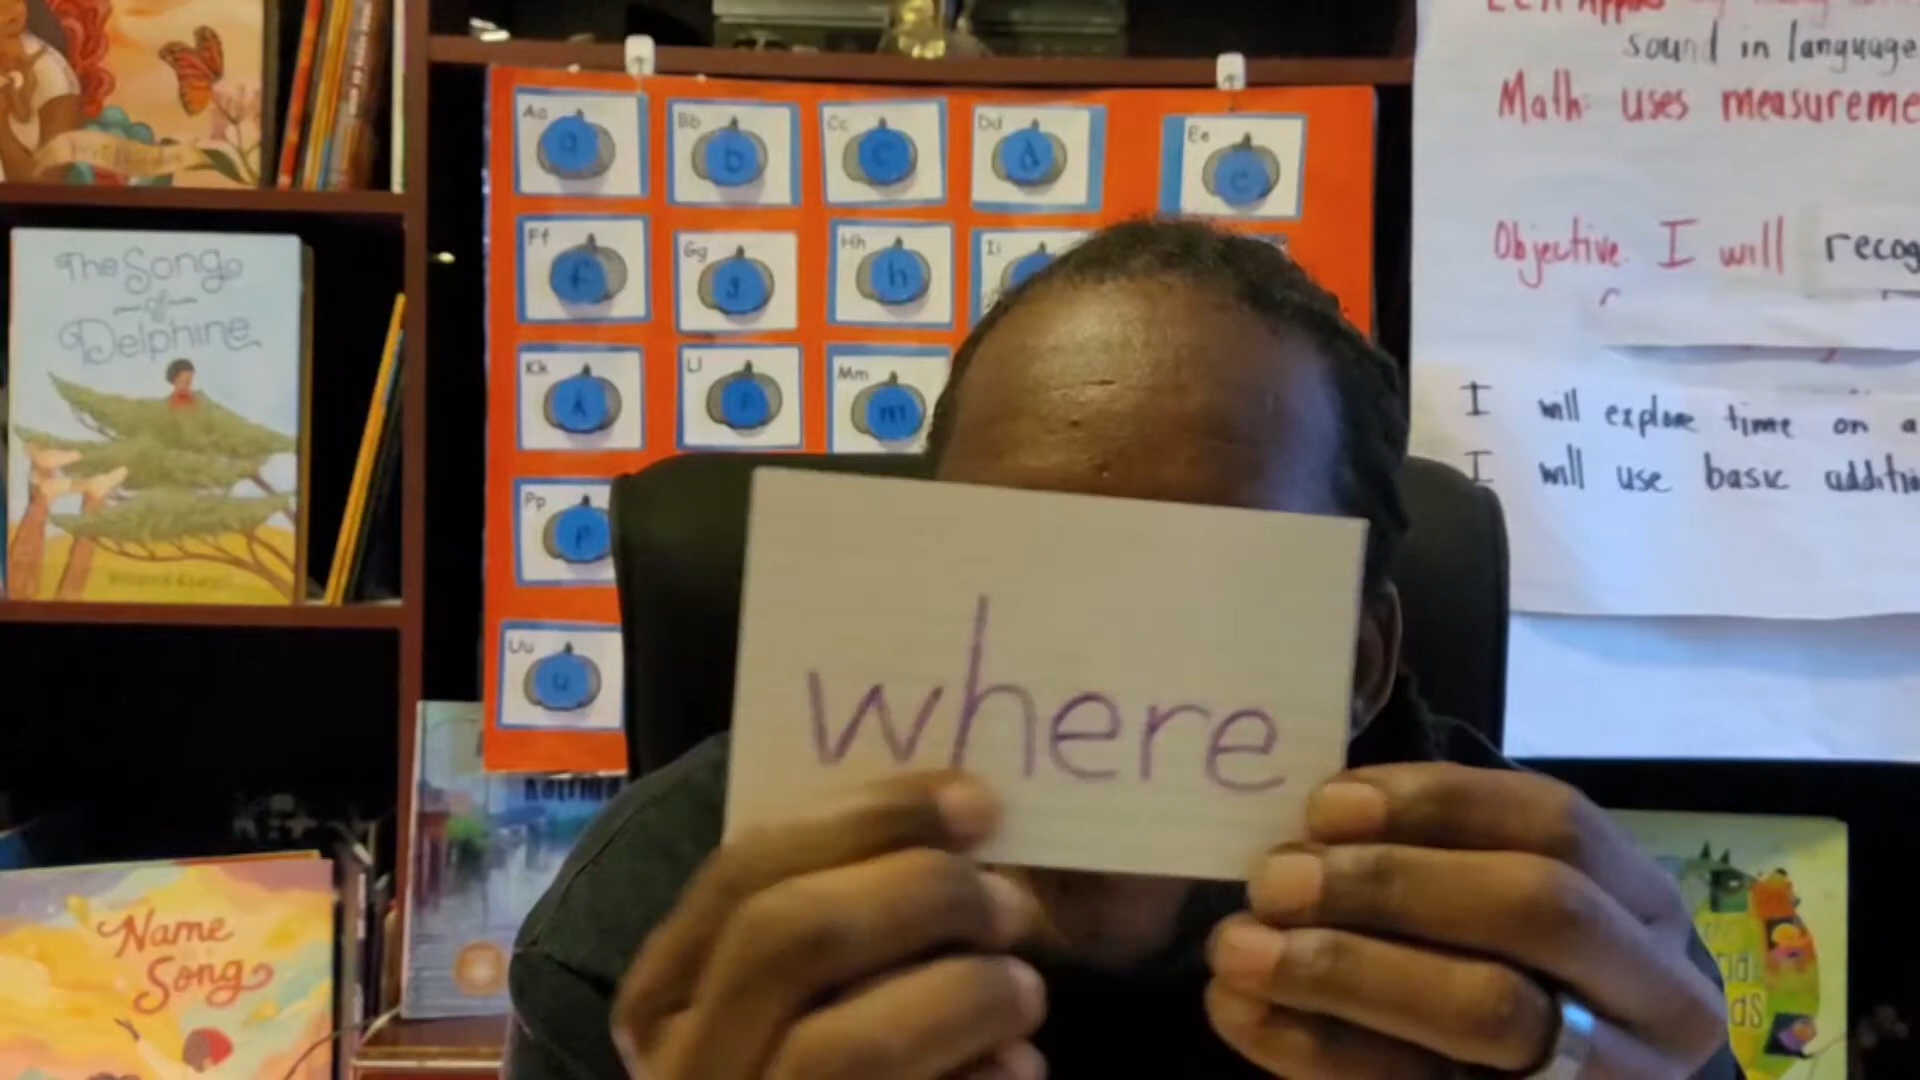 where
The Song
of
Delphine
Name
Song
Aa
a
Bb
b
Cc
c
Dd
d
Ee
e
Ff
f
Gg
g
Hh
h
Ii
Kk
k
Ll
Mm
m
Pp
p
Uu
u
sound in language
Math: uses measureme
Objective. I will recog
I will explore time on a
I will use basic additio